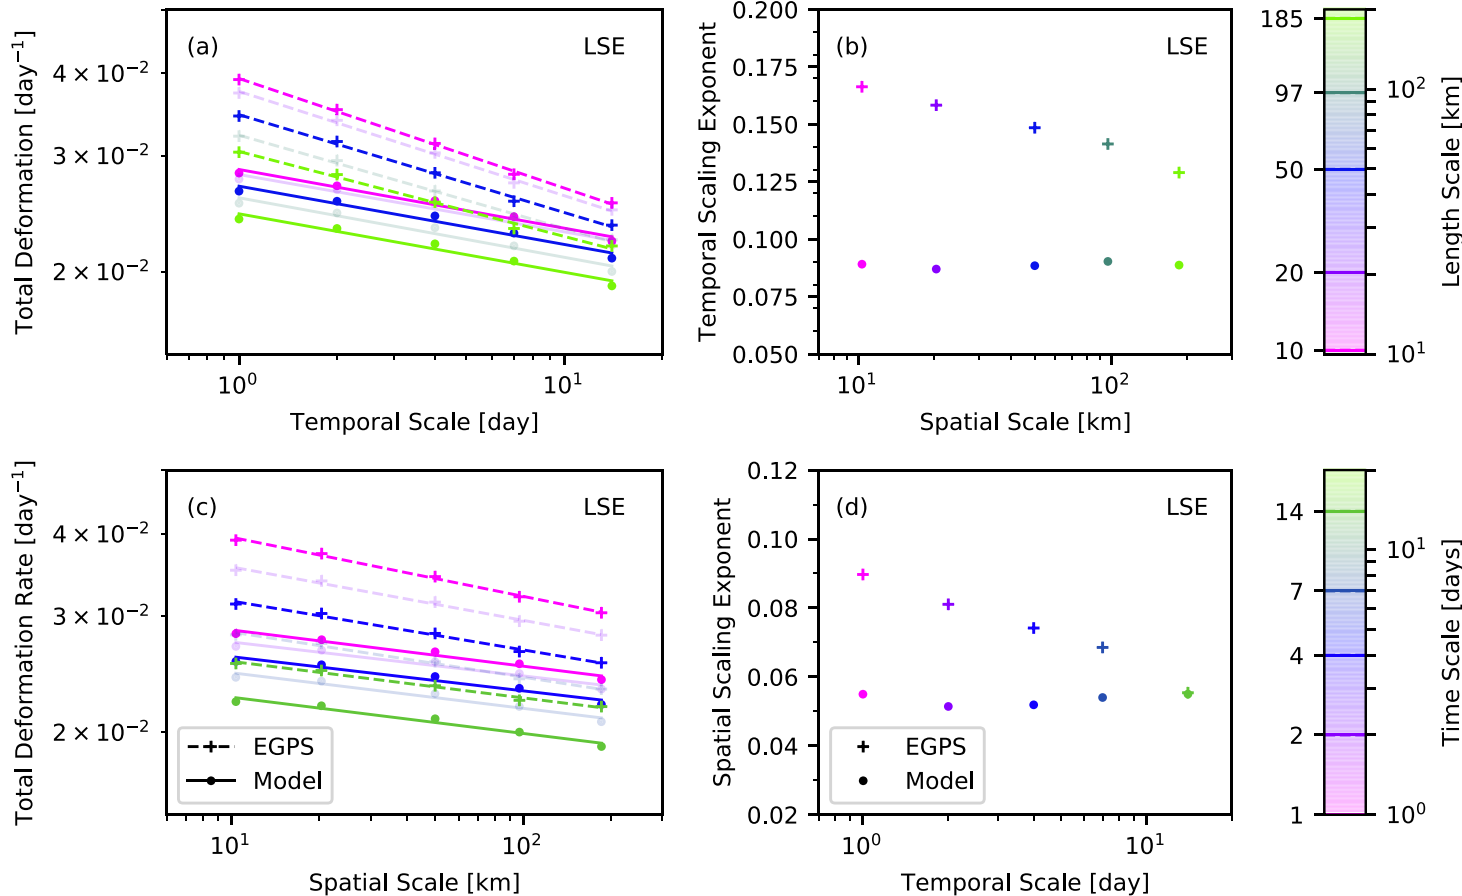 (a)
LSE
Total Deformation [day⁻¹]
4 × 10⁻²
3 × 10⁻²
2 × 10⁻²
10⁰
10¹
Temporal Scale [day]
(b)
LSE
Temporal Scaling Exponent
0.200
0.175
0.150
0.125
0.100
0.075
0.050
10¹
10²
Spatial Scale [km]
185
97
50
20
10
10²
10¹
Length Scale [km]
(c)
LSE
Total Deformation Rate [day⁻¹]
4 × 10⁻²
3 × 10⁻²
2 × 10⁻²
EGPS
Model
10¹
10²
Spatial Scale [km]
(d)
LSE
Spatial Scaling Exponent
0.12
0.10
0.08
0.06
0.04
0.02
EGPS
Model
10⁰
10¹
Temporal Scale [day]
14
7
4
2
1
10¹
10⁰
Time Scale [days]